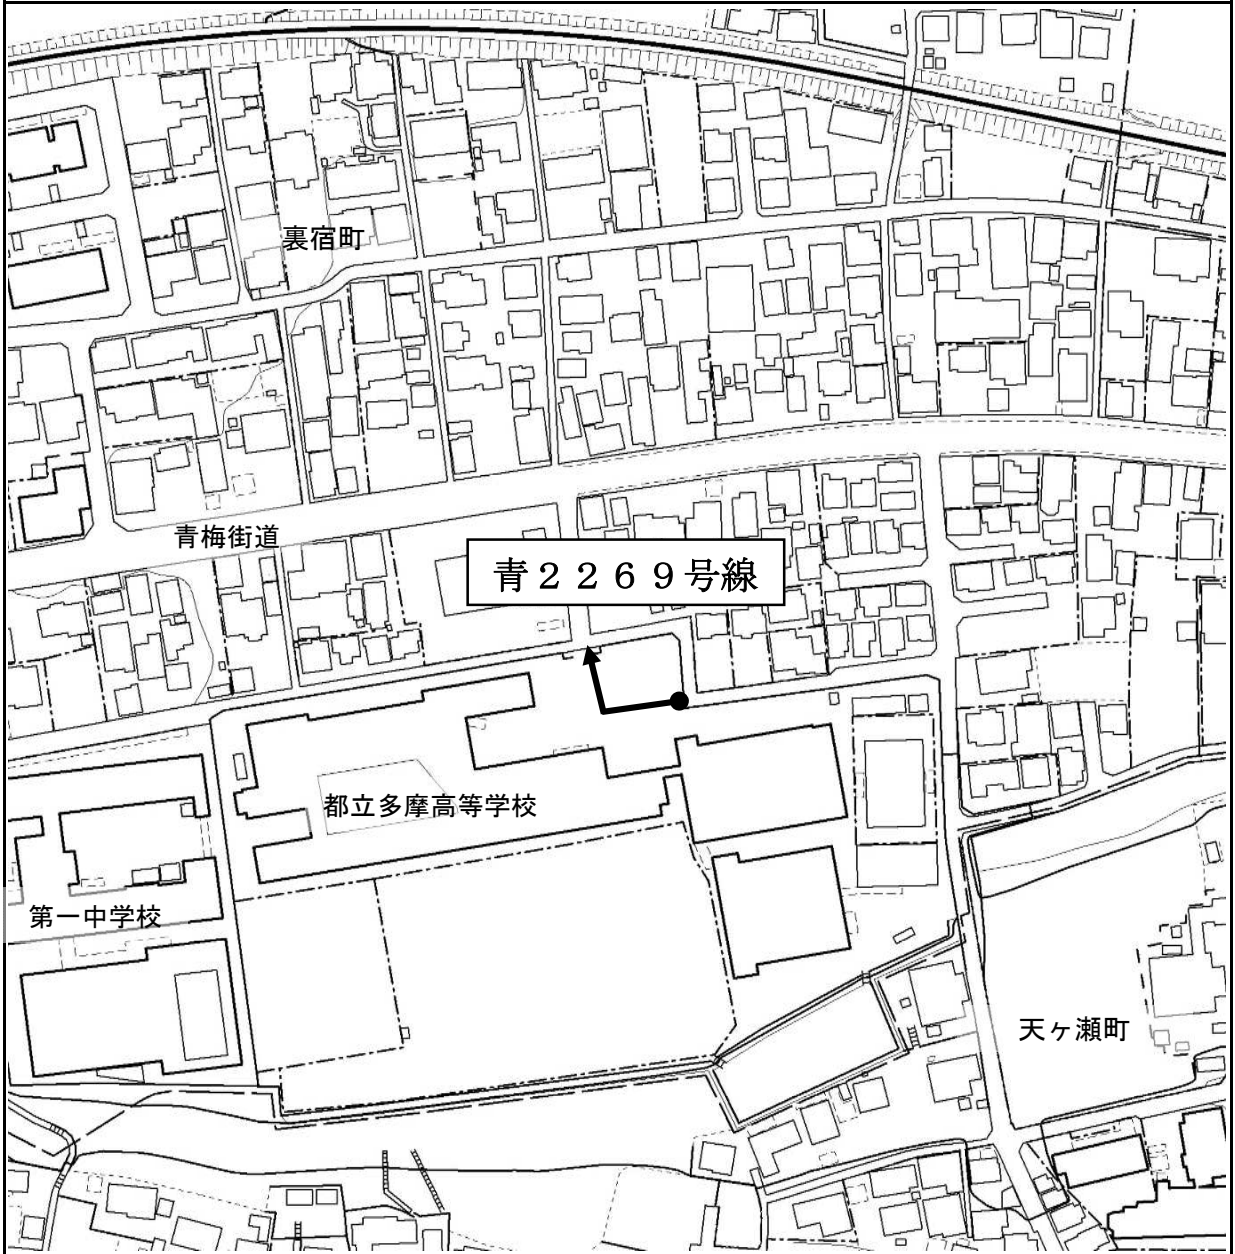 裏宿町
青梅街道
青２２６９号線
都立多摩高等学校
第一中学校
天ヶ瀬町